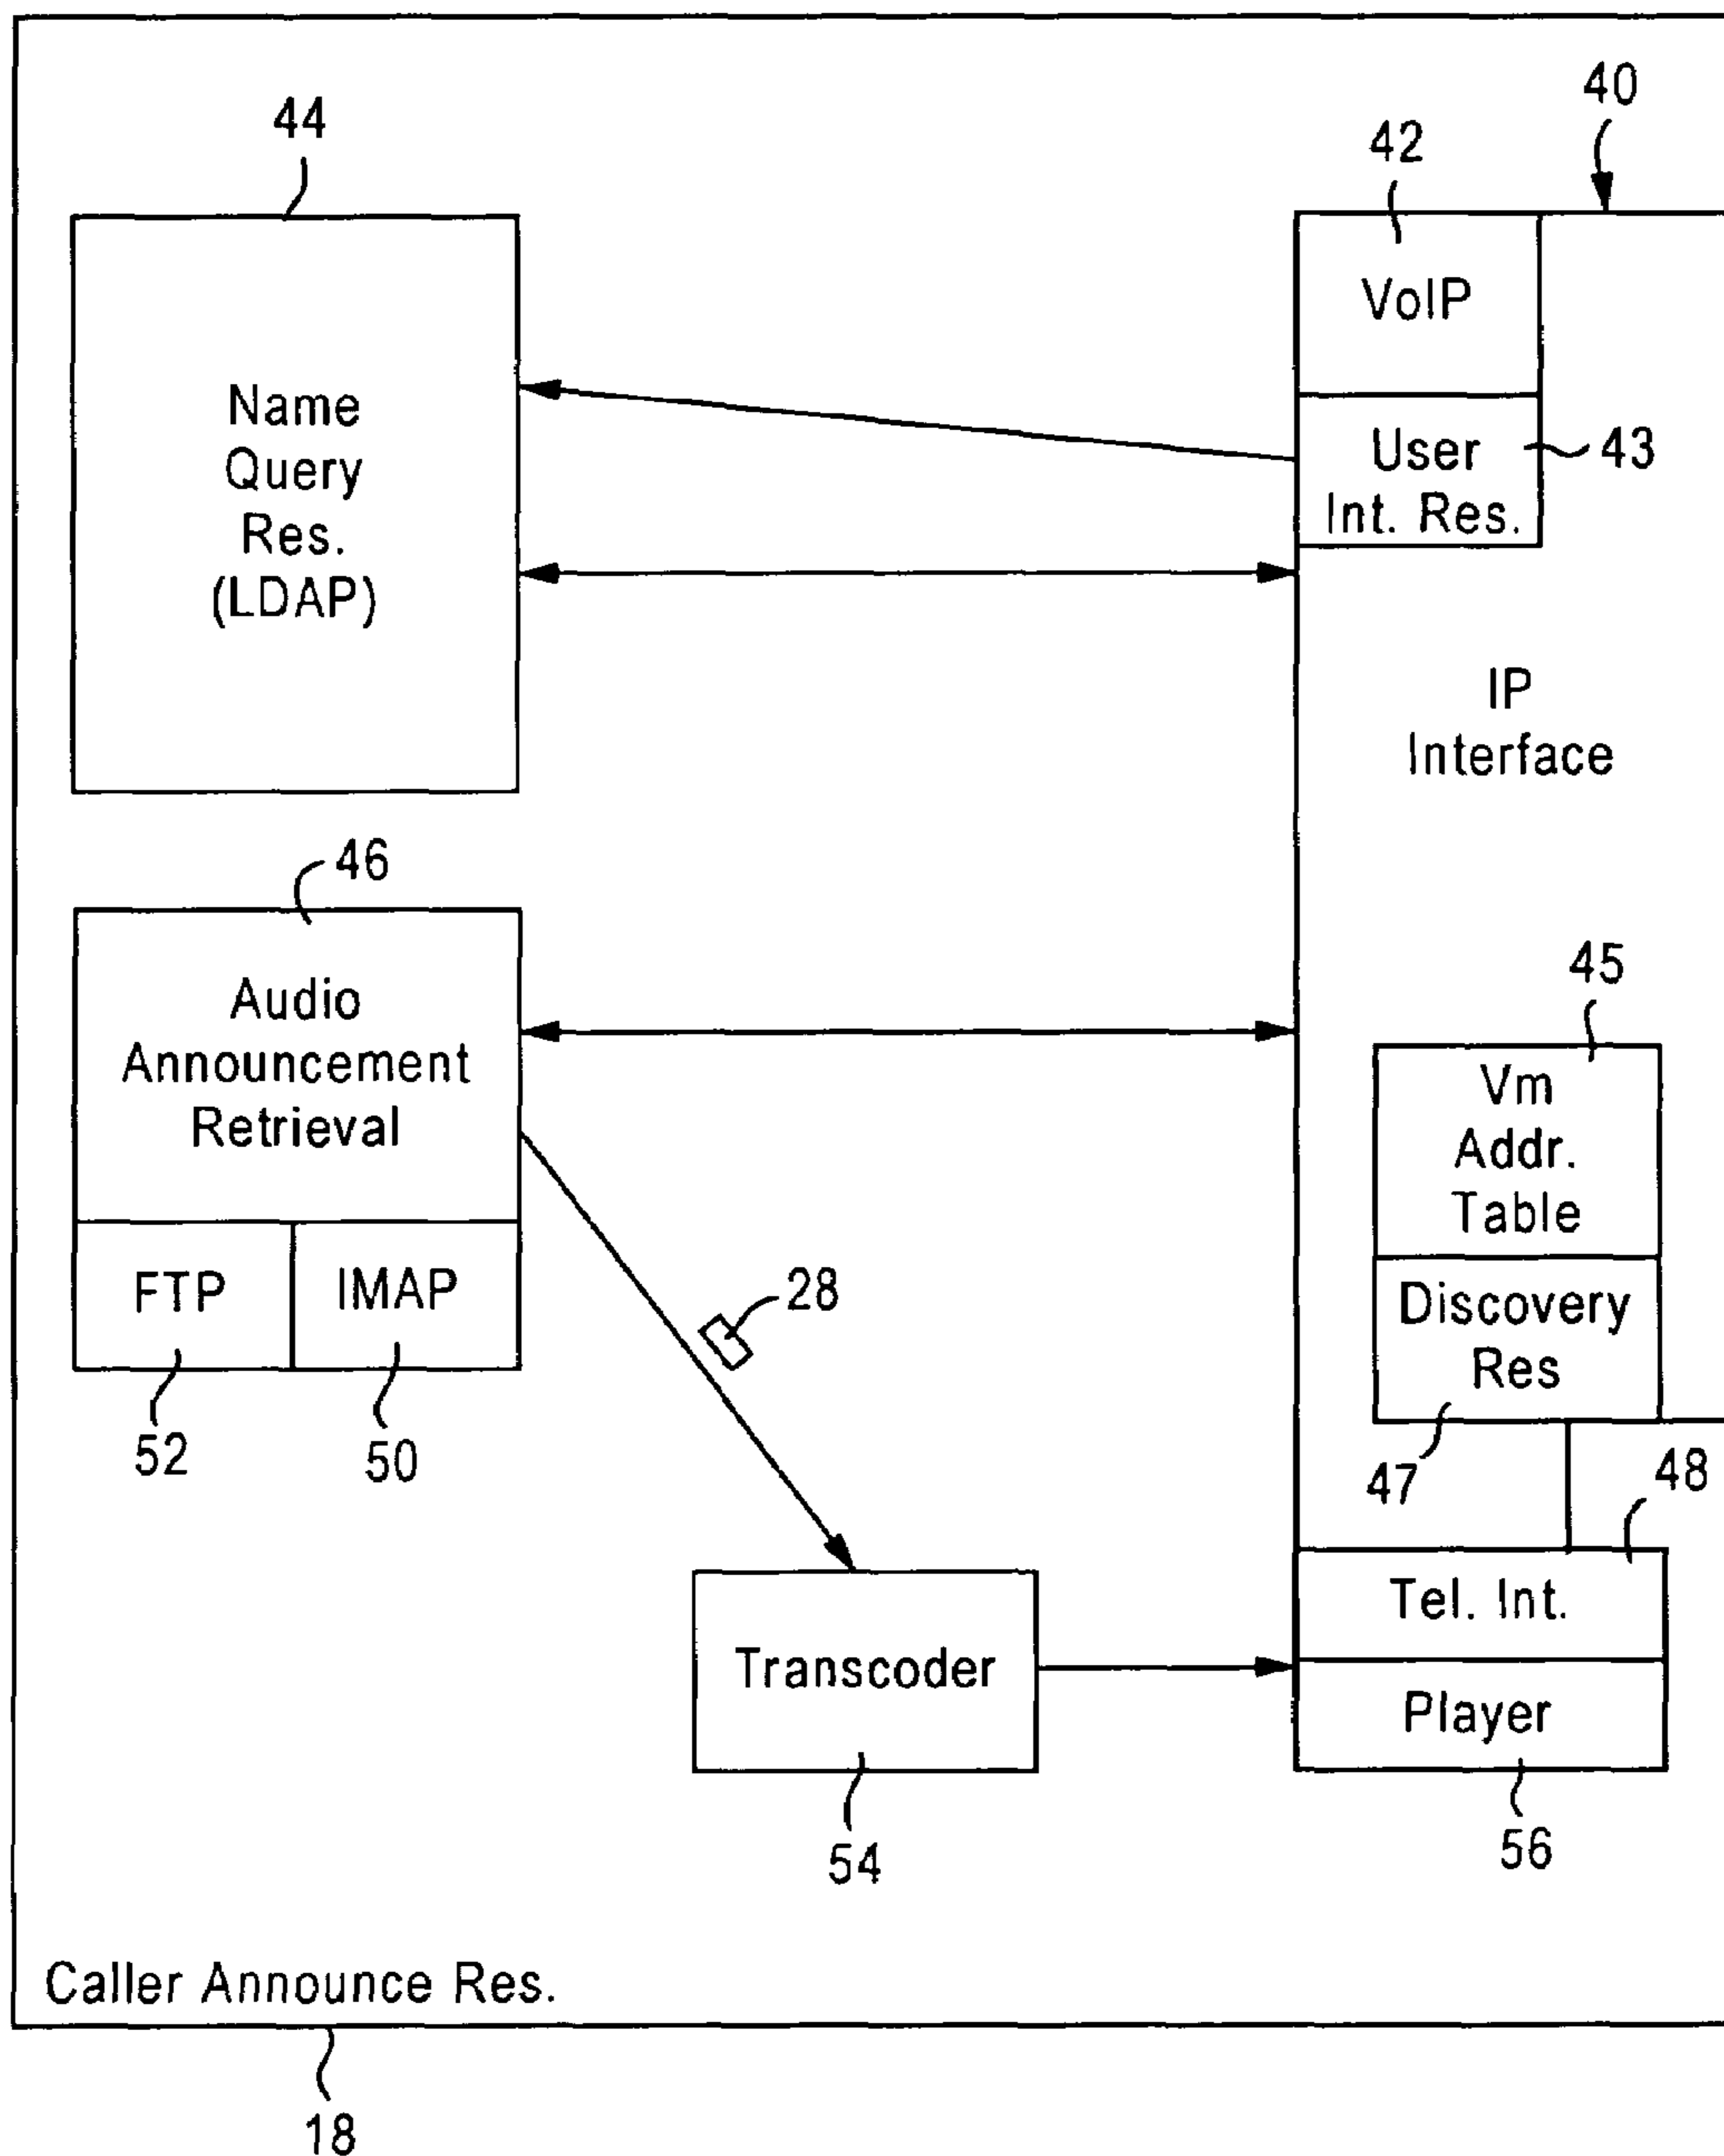 40
44
42
VoIP
Name
Query
Res.
(LDAP)
User
Int. Res.
43
IP
Interface
46
45
Audio
Announcement
Retrieval
Vm
Addr.
Table
FTP
IMAP
28
Discovery
Res
52
50
47
48
Tel. Int.
Transcoder
Player
54
56
Caller Announce Res.
18